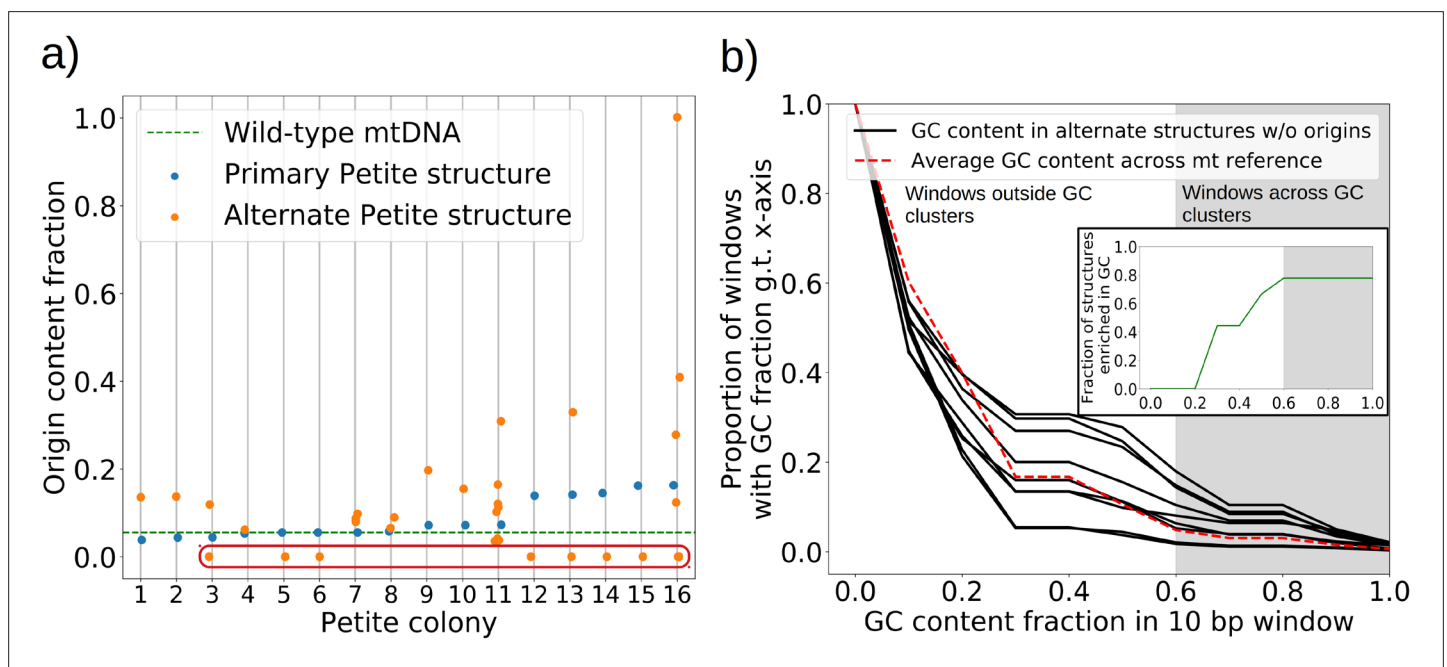 a)
Origin content fraction
1.0
0.8
0.6
0.4
0.2
0.0
Wild-type mtDNA
Primary Petite structure
Alternate Petite structure
1 2 3 4 5 6 7 8 9 10 11 12 13 14 15 16
Petite colony
b)
Proportion of windows
with GC fraction g.t. x-axis
1.0
0.8
0.6
0.4
0.2
0.0
GC content in alternate structures w/o origins
Average GC content across mt reference
Windows outside GC
clusters
Windows across GC
clusters
Fraction of structures
enriched in GC
1.0
0.8
0.6
0.4
0.2
0.0
0.0 0.2 0.4 0.6 0.8 1.0
0.0 0.2 0.4 0.6 0.8 1.0
GC content fraction in 10 bp window